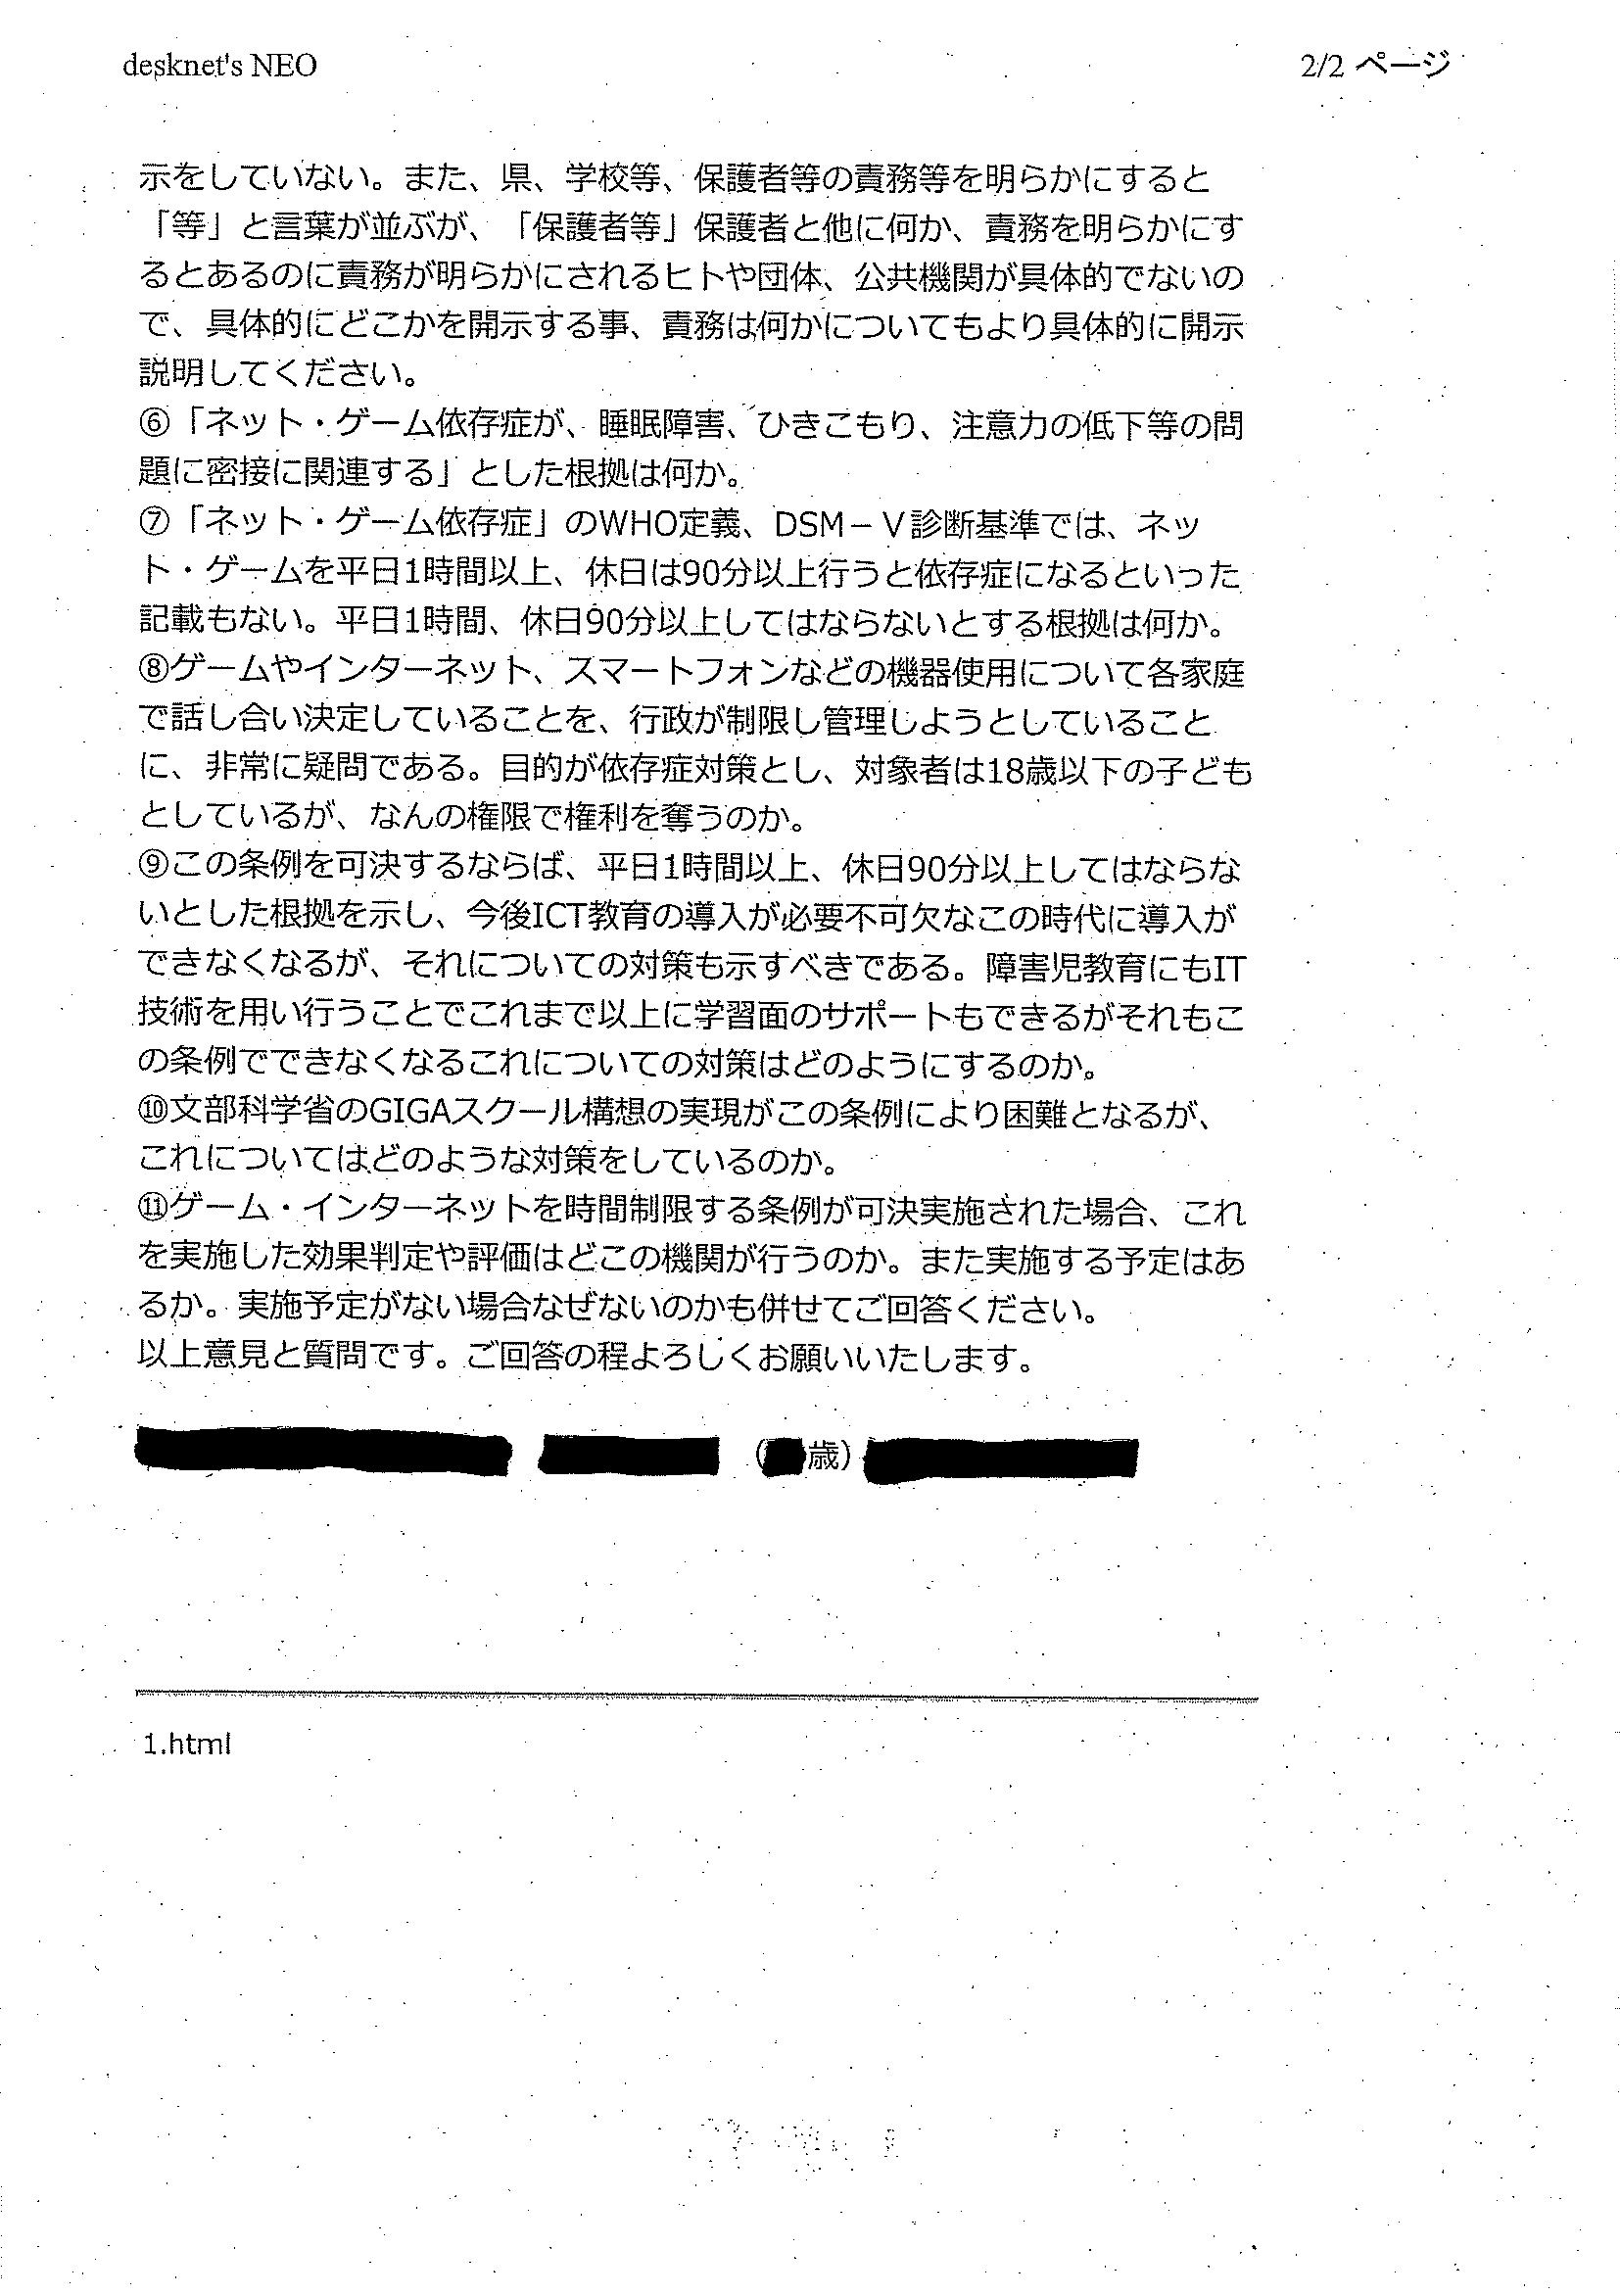 desknet's NEO
2/2 ページ
示をしていない。また、県、学校等、保護者等の責務等を明らかにすると
「等」と言葉が並ぶが、「保護者等」保護者と他に何か、責務を明らかにす
るとあるのに責務が明らかにされるヒトや団体、公共機関が具体的でないの
で、具体的にどこかを開示する事、責務は何かについてもより具体的に開示
説明してください。
⑥「ネット・ゲーム依存症が、睡眠障害、ひきこもり、注意力の低下等の問
題に密接に関連する」とした根拠は何か。
⑦「ネット・ゲーム依存症」のWHO定義、DSM－Ⅴ診断基準では、ネッ
ト・ゲームを平日1時間以上、休日は90分以上行うと依存症になるといった
記載もない。平日1時間、休日90分以上してはならないとする根拠は何か。
⑧ゲームやインターネット、スマートフォンなどの機器使用について各家庭
で話し合い決定していることを、行政が制限し管理しようとしていること
に、非常に疑問である。目的が依存症対策とし、対象者は18歳以下の子ども
としているが、なんの権限で権利を奪うのか。
⑨この条例を可決するならば、平日1時間以上、休日90分以上してはならな
いとした根拠を示し、今後ICT教育の導入が必要不可欠なこの時代に導入が
できなくなるが、それについての対策も示すべきである。障害児教育にもIT
技術を用い行うことでこれまで以上に学習面のサポートもできるがそれもこ
の条例でできなくなるこれについての対策はどのようにするのか。
⑩文部科学省のGIGAスクール構想の実現がこの条例により困難となるが、
これについてはどのような対策をしているのか。
⑪ゲーム・インターネットを時間制限する条例が可決実施された場合、これ
を実施した効果判定や評価はどこの機関が行うのか。また実施する予定はあ
るか。実施予定がない場合なぜないのかも併せてご回答ください。
以上意見と質問です。ご回答の程よろしくお願いいたします。
（ 歳）
1.html